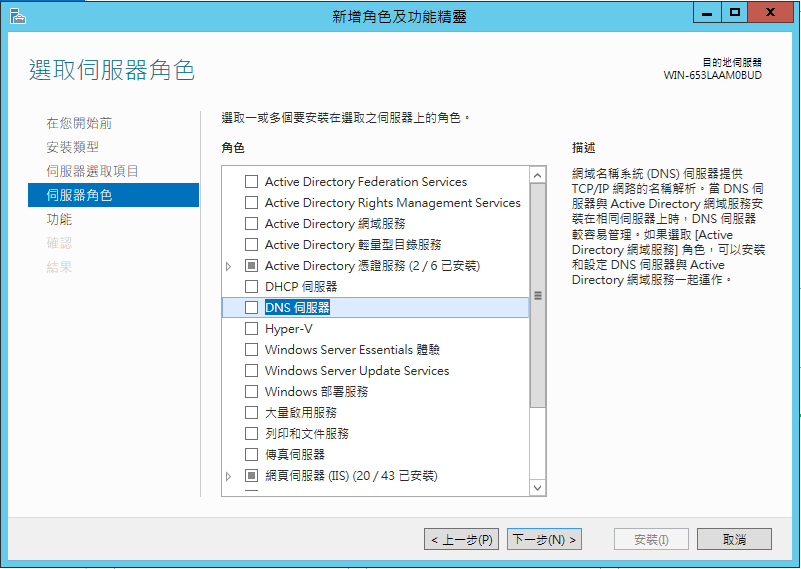 新增角色及功能精靈
選取伺服器角色
目的地伺服器
WIN-653LAAM0BUD
在您開始前
安裝類型
伺服器選取項目
伺服器角色
功能
確認
結果
選取一或多個要安裝在選取之伺服器上的角色。
角色
Active Directory Federation Services
Active Directory Rights Management Services
Active Directory 網域服務
Active Directory 輕量型目錄服務
Active Directory 憑證服務 (2 / 6 已安裝)
DHCP 伺服器
DNS 伺服器
Hyper-V
Windows Server Essentials 體驗
Windows Server Update Services
Windows 部署服務
大量啟用服務
列印和文件服務
傳真伺服器
網頁伺服器 (IIS) (20 / 43 已安裝)
描述
網域名稱系統 (DNS) 伺服器提供
TCP/IP 網路的名稱解析。當 DNS 伺
服器與 Active Directory 網域服務安
裝在相同伺服器上時，DNS 伺服器
較容易管理。如果選取 [Active
Directory 網域服務] 角色，可以安裝
和設定 DNS 伺服器與 Active
Directory 網域服務一起運作。
< 上一步(P)
下一步(N) >
安裝(I)
取消